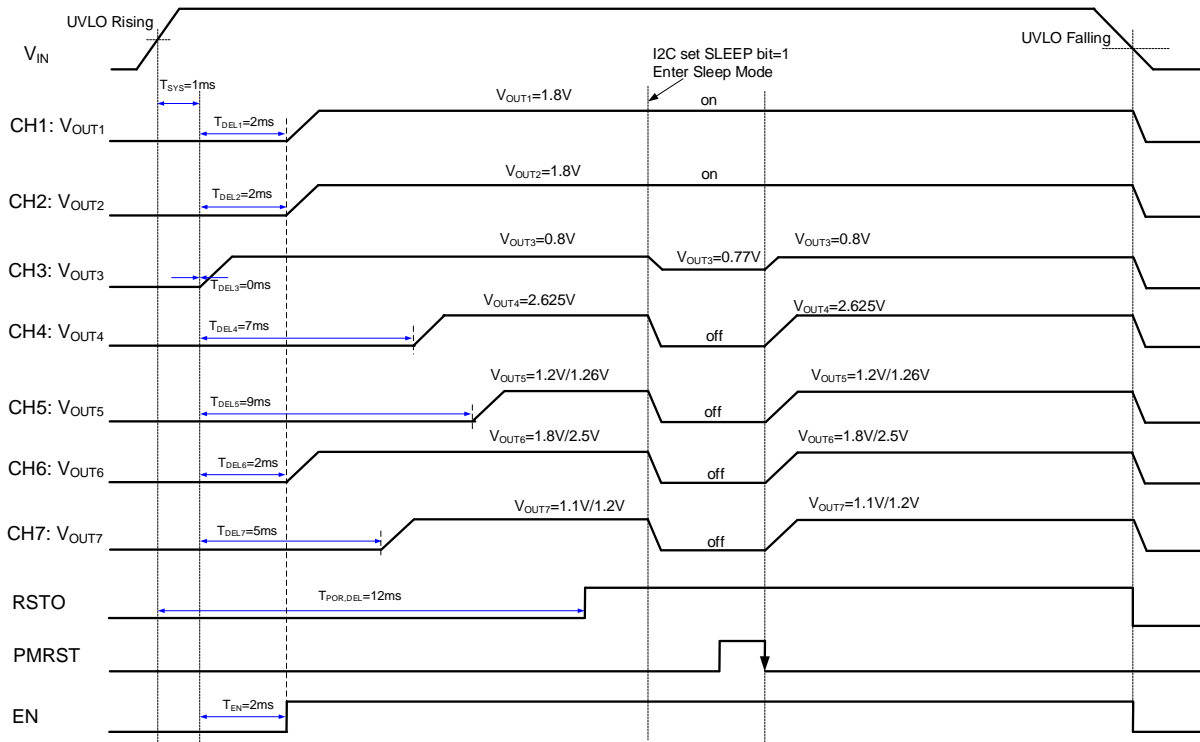 UVLO Rising
VIN
UVLO Falling
I2C set SLEEP bit=1
Enter Sleep Mode
TSYS=1ms
CH1: VOUT1
TDEL1=2ms
VOUT1=1.8V
on
CH2: VOUT2
TDEL2=2ms
VOUT2=1.8V
on
CH3: VOUT3
TDEL3=0ms
VOUT3=0.8V
VOUT3=0.77V
VOUT3=0.8V
CH4: VOUT4
TDEL4=7ms
VOUT4=2.625V
off
VOUT4=2.625V
CH5: VOUT5
TDEL5=9ms
VOUT5=1.2V/1.26V
off
VOUT5=1.2V/1.26V
CH6: VOUT6
TDEL6=2ms
VOUT6=1.8V/2.5V
off
VOUT6=1.8V/2.5V
CH7: VOUT7
TDEL7=5ms
VOUT7=1.1V/1.2V
off
VOUT7=1.1V/1.2V
RSTO
TPOR,DEL=12ms
PMRST
EN
TEN=2ms